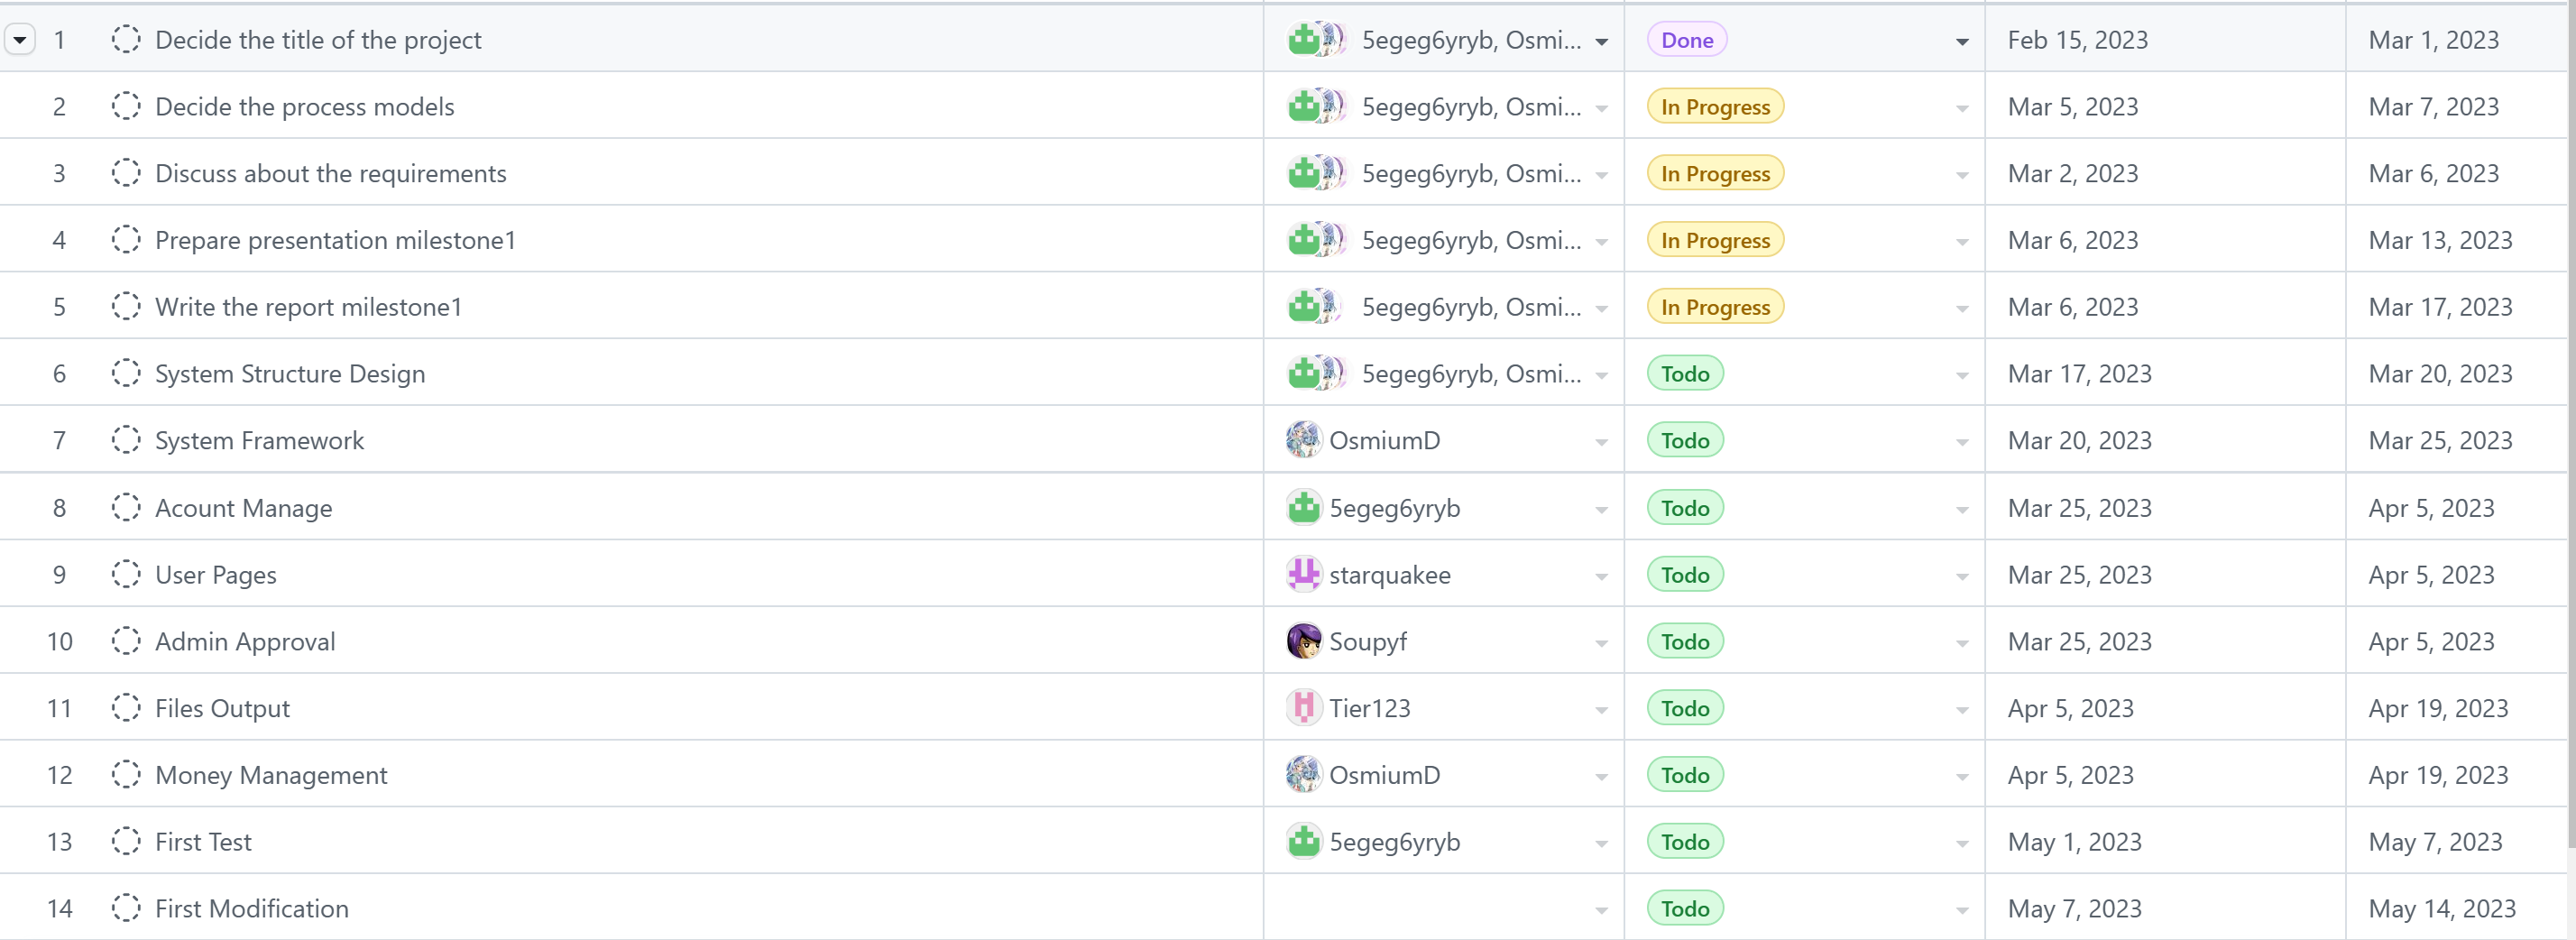 1 Decide the title of the project 5egeg6yryb, Osmi... Done Feb 15, 2023 Mar 1, 2023
2 Decide the process models 5egeg6yryb, Osmi... In Progress Mar 5, 2023 Mar 7, 2023
3 Discuss about the requirements 5egeg6yryb, Osmi... In Progress Mar 2, 2023 Mar 6, 2023
4 Prepare presentation milestone1 5egeg6yryb, Osmi... In Progress Mar 6, 2023 Mar 13, 2023
5 Write the report milestone1 5egeg6yryb, Osmi... In Progress Mar 6, 2023 Mar 17, 2023
6 System Structure Design 5egeg6yryb, Osmi... Todo Mar 17, 2023 Mar 20, 2023
7 System Framework OsmiumD Todo Mar 20, 2023 Mar 25, 2023
8 Acount Manage 5egeg6yryb Todo Mar 25, 2023 Apr 5, 2023
9 User Pages starquakee Todo Mar 25, 2023 Apr 5, 2023
10 Admin Approval Soupyf Todo Mar 25, 2023 Apr 5, 2023
11 Files Output Tier123 Todo Apr 5, 2023 Apr 19, 2023
12 Money Management OsmiumD Todo Apr 5, 2023 Apr 19, 2023
13 First Test 5egeg6yryb Todo May 1, 2023 May 7, 2023
14 First Modification Todo May 7, 2023 May 14, 2023